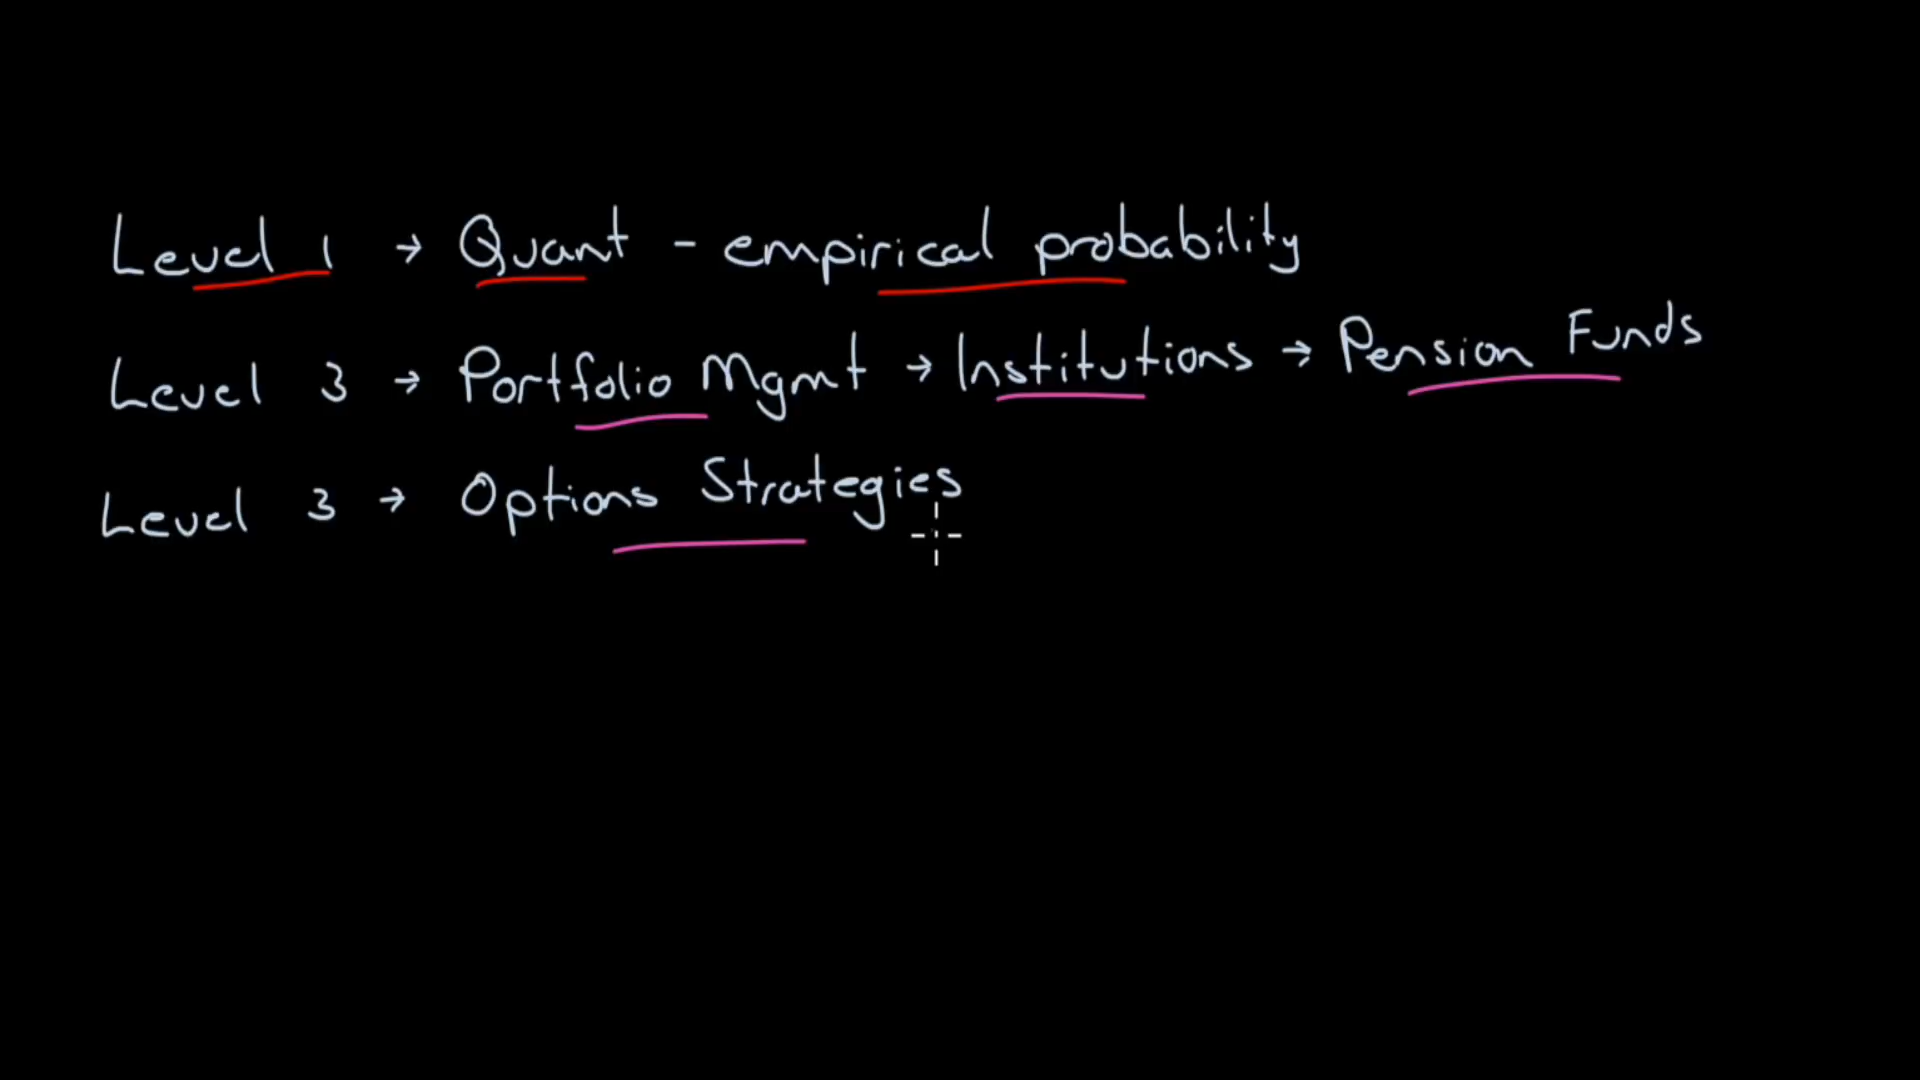 Level 1 → Quant - empirical probability
Level 3 → Portfolio Mgmt → Institutions → Pension Funds
Level 3 → Options Strategies